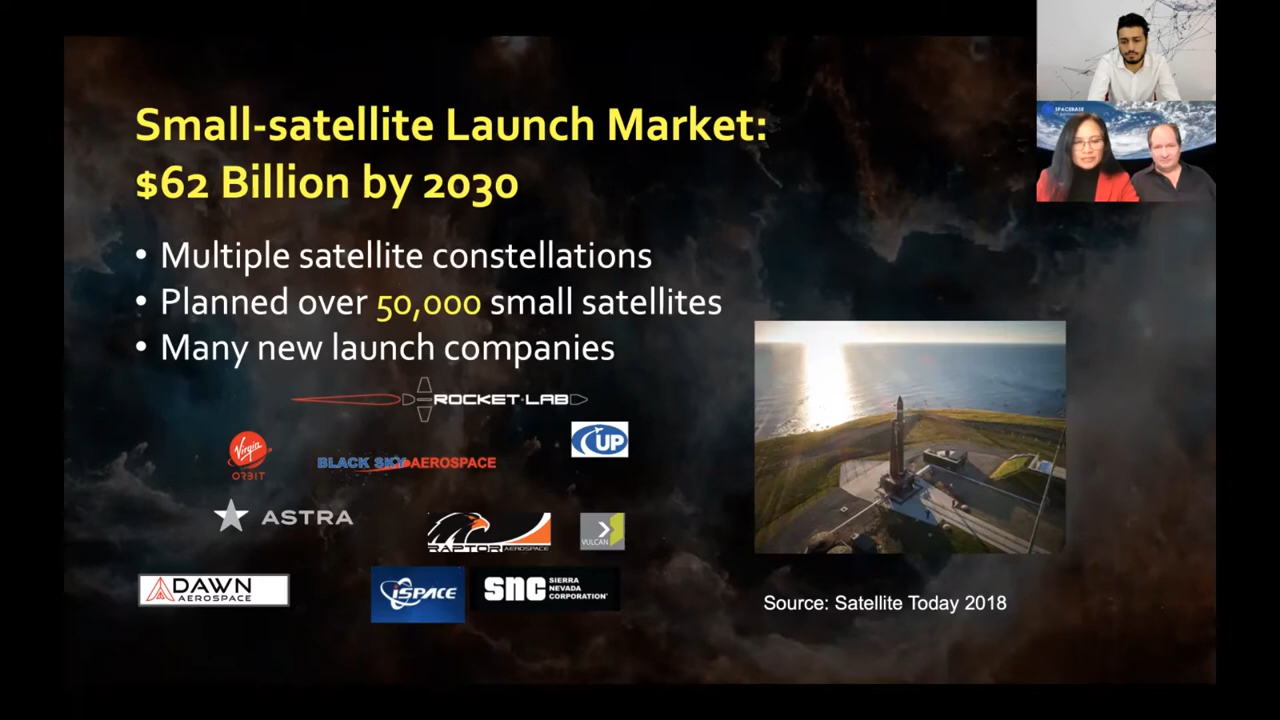 SPACEBASE
Small-satellite Launch Market:
$62 Billion by 2030
• Multiple satellite constellations
• Planned over 50,000 small satellites
• Many new launch companies
ROCKET LAB
Virgin
ORBIT
BLACK SKY AEROSPACE
UP
ASTRA
RAPTOR AEROSPACE
VULCAN
DAWN
AEROSPACE
iSPACE
snc SIERRA
NEVADA
CORPORATION
Source: Satellite Today 2018